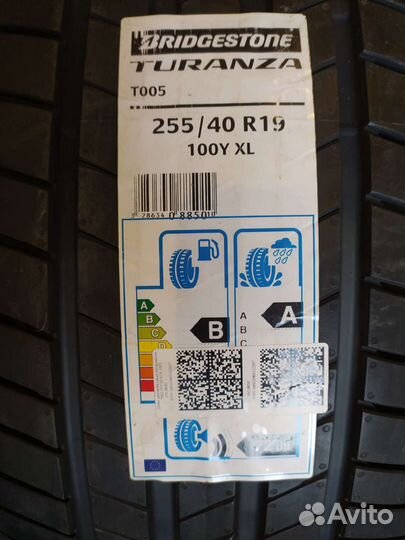 BRIDGESTONE
TURANZA
T005
255/40 R19
100Y XL
A
B
C
D
B
A
B
C
A
Avito